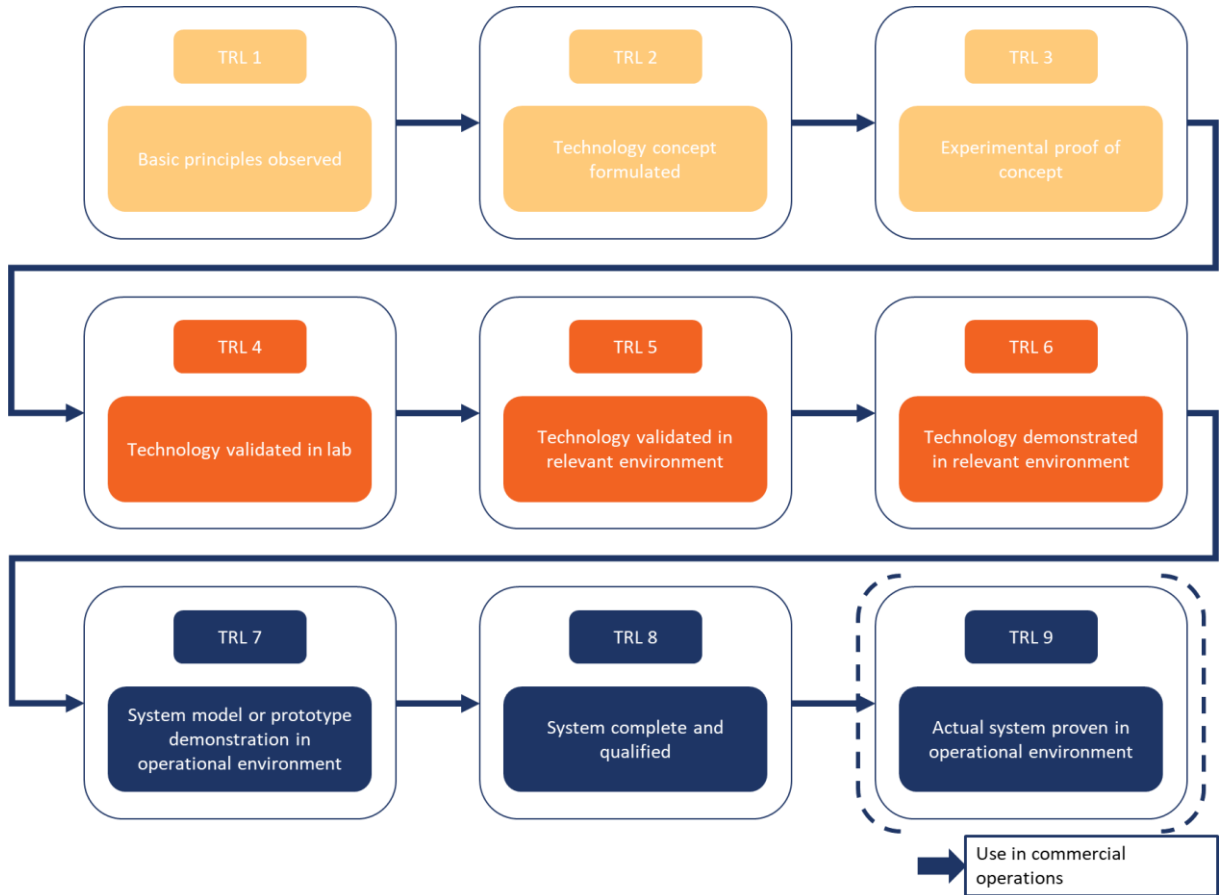 TRL 1
Basic principles observed
TRL 2
Technology concept
formulated
TRL 3
Experimental proof of
concept
TRL 4
Technology validated in lab
TRL 5
Technology validated in
relevant environment
TRL 6
Technology demonstrated
in relevant environment
TRL 7
System model or prototype
demonstration in
operational environment
TRL 8
System complete and
qualified
TRL 9
Actual system proven in
operational environment
Use in commercial
operations